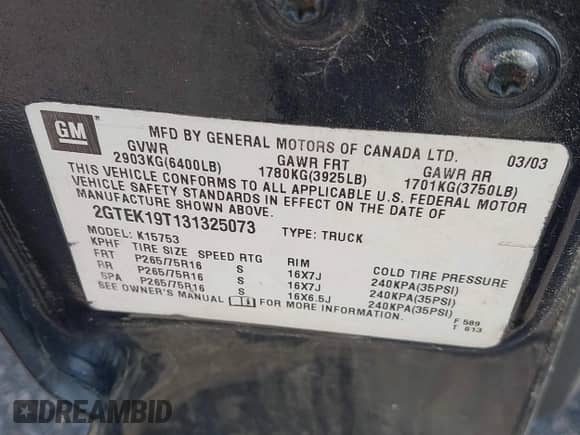 GM
MFD BY GENERAL MOTORS OF CANADA LTD. 03/03
GVWR GAWR FRT GAWR RR
2903KG(6400LB) 1780KG(3925LB) 1701KG(3750LB)
THIS VEHICLE CONFORMS TO ALL APPLICABLE U.S. FEDERAL MOTOR
VEHICLE SAFETY STANDARDS IN EFFECT ON THE DATE OF
MANUFACTURE SHOWN ABOVE.
2GTEK19T131325073 TYPE: TRUCK
MODEL: K15753
KPHF TIRE SIZE SPEED RTG RIM COLD TIRE PRESSURE
FRT P265/75R16 S 16X7J 240KPA(35PSI)
RR P265/75R16 S 16X7J 240KPA(35PSI)
SPA P265/75R16 S 16X6.5J 240KPA(35PSI)
SEE OWNER'S MANUAL FOR MORE INFORMATION.
F 589
T 613
DREAMBID